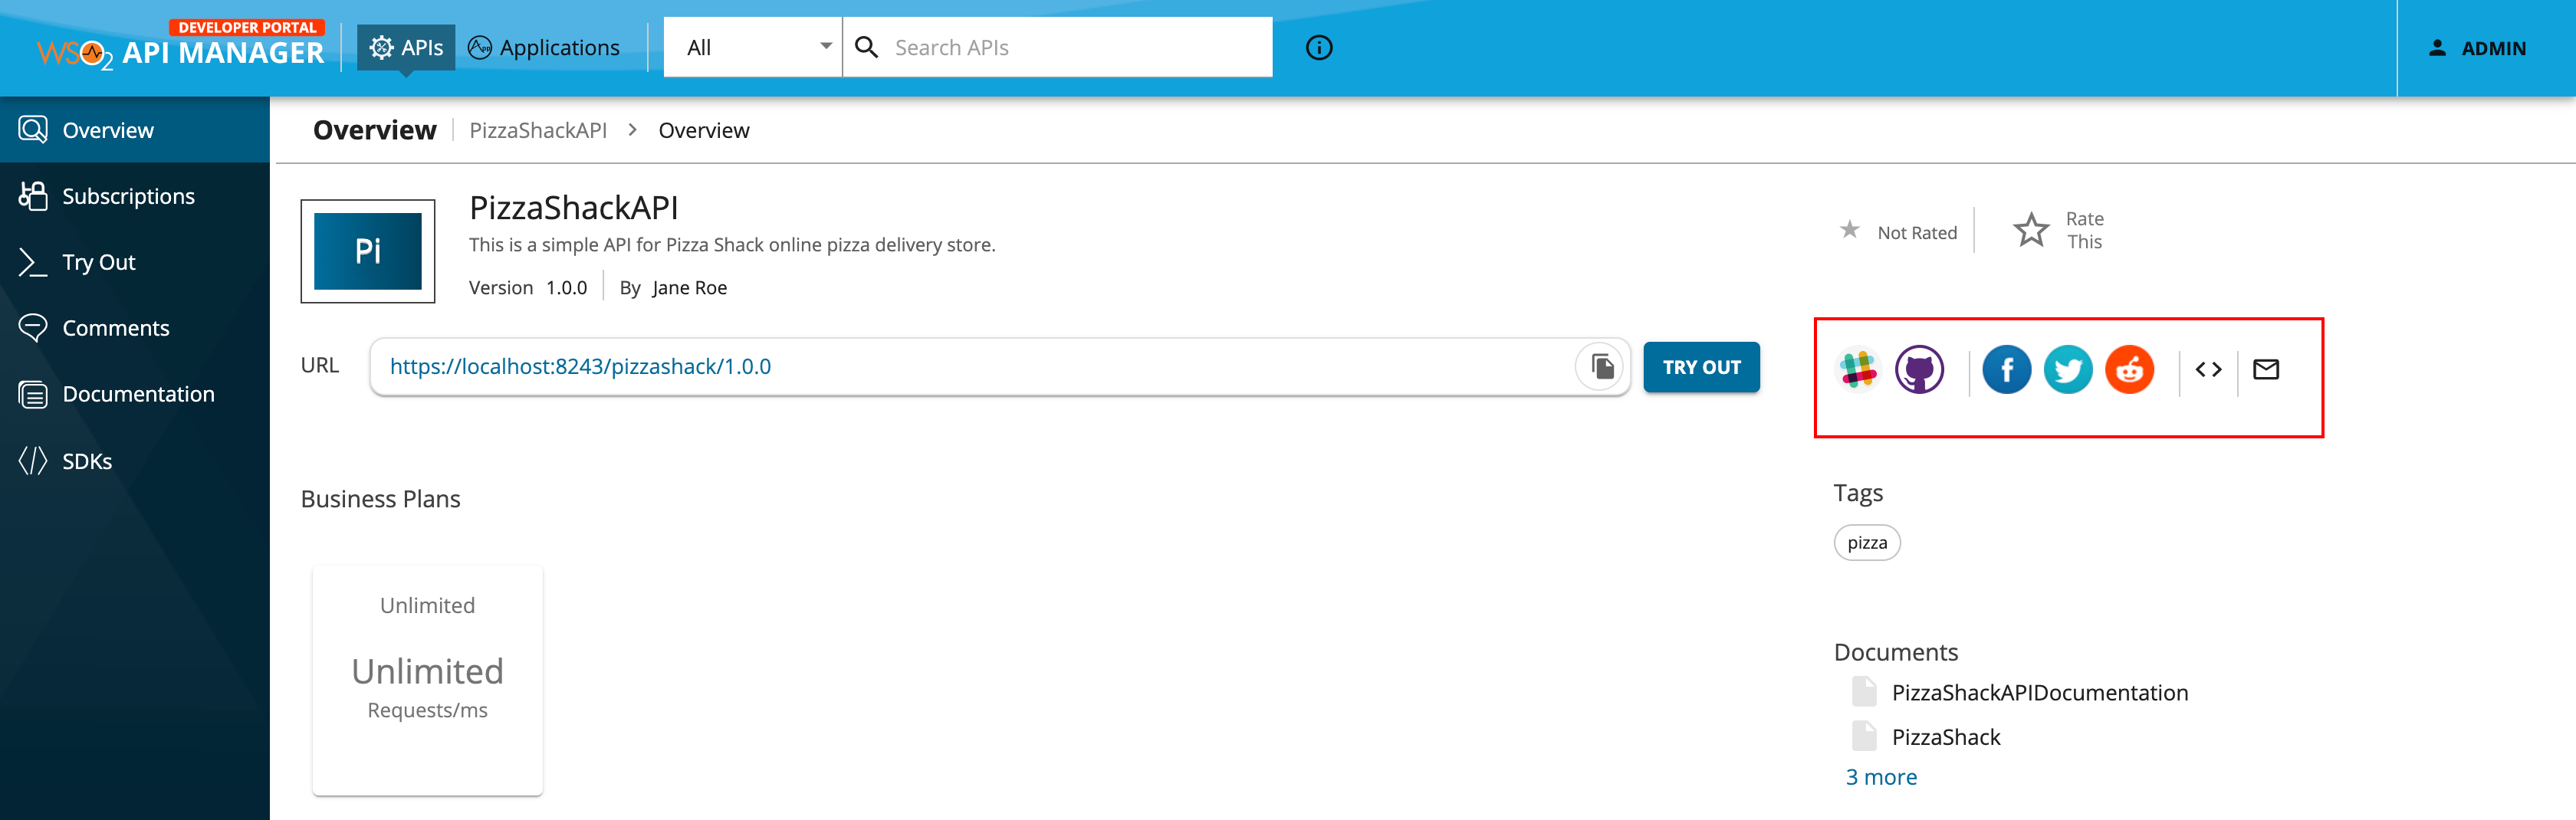 DEVELOPER PORTAL
WSO2 API MANAGER
APIs
APP
Applications
All
Search APIs
ADMIN
Overview
Subscriptions
Try Out
Comments
Documentation
SDKs
Overview
PizzaShackAPI > Overview
Pi
PizzaShackAPI
This is a simple API for Pizza Shack online pizza delivery store.
Version 1.0.0
By Jane Roe
Not Rated
Rate
This
URL
https://localhost:8243/pizzashack/1.0.0
TRY OUT
Business Plans
Unlimited
Unlimited
Requests/ms
Tags
pizza
Documents
PizzaShackAPIDocumentation
PizzaShack
3 more